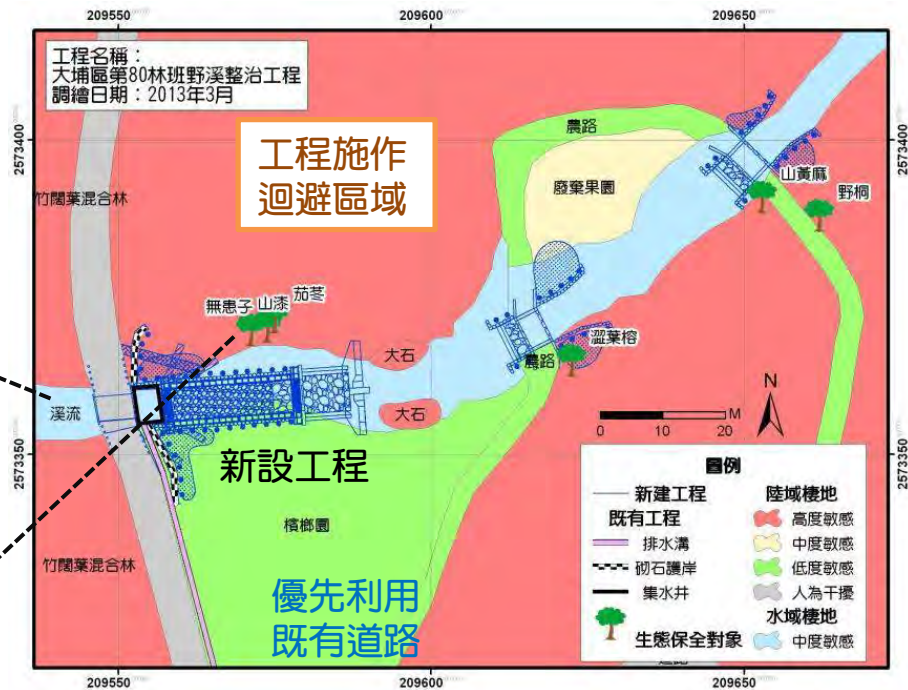 209550
209600
209650
工程名稱：
大埔區第80林班野溪整治工程
調繪日期：2013年3月
2573400
2573400
工程施作
迴避區域
農路
廢棄果園
山黃麻
野桐
竹闊葉混合林
無患子
山漆
茄苳
大石
澀葉榕
農路
溪流
大石
N
M
0 10 20
2573350
2573350
新設工程
檳榔園
竹闊葉混合林
優先利用
既有道路
圖例
新建工程
既有工程
排水溝
砌石護岸
集水井
生態保全對象
陸域棲地
高度敏感
中度敏感
低度敏感
人為干擾
水域棲地
中度敏感
209550
209600
209650